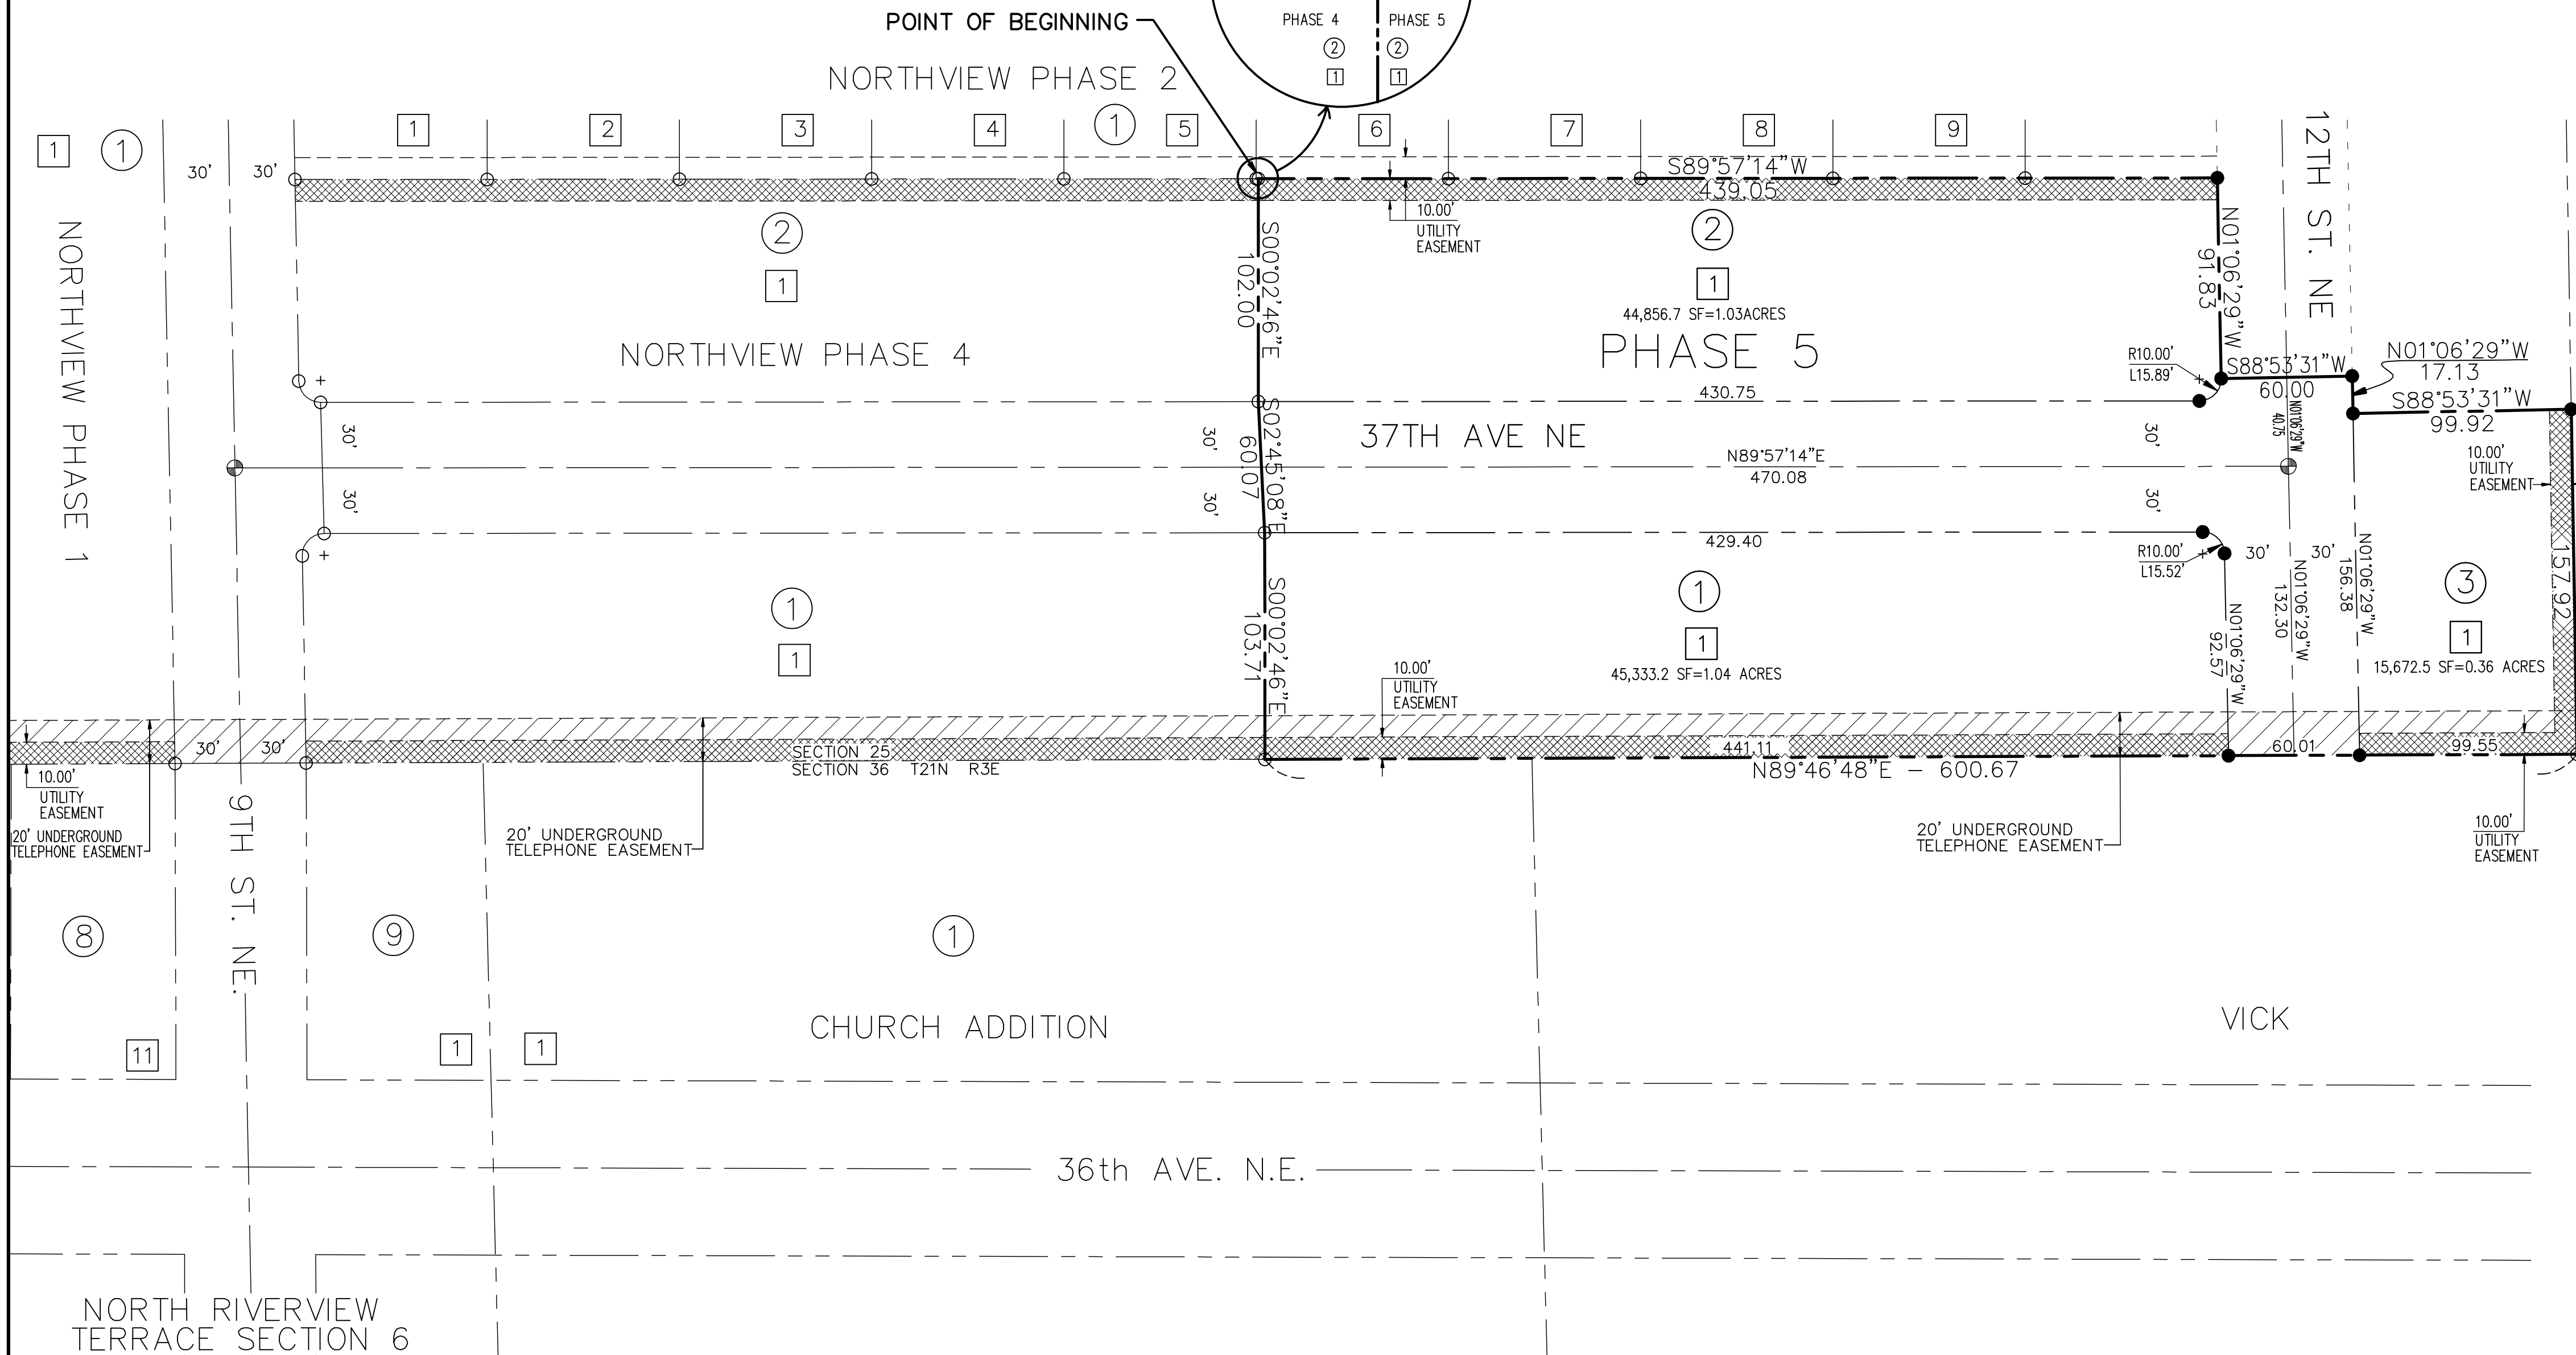 POINT OF BEGINNING
PHASE 4
PHASE 5
2
2
1
1
NORTHVIEW PHASE 2
1
1
30'
30'
1
2
3
4
1
5
6
7
8
9
12TH ST. NE
S89°57'14"W
439.05
10.00'
UTILITY
EASEMENT
NORTHVIEW PHASE 1
2
1
NORTHVIEW PHASE 4
S00°02'46"E
102.00
2
1
44,856.7 SF=1.03ACRES
PHASE 5
N01°06'29"W
91.83
R10.00'
L15.89'
S88°53'31"W
60.00
N01°06'29"W
17.13
S88°53'31"W
99.92
430.75
30'
30'
30'
30'
S02°45'08"E
60.07
37TH AVE NE
N89°57'14"E
470.08
30'
30'
N01°06'29"W
40.75
10.00'
UTILITY
EASEMENT
429.40
R10.00'
L15.52'
30'
30'
1
1
S00°02'46"E
103.71
1
1
45,333.2 SF=1.04 ACRES
N01°06'29"W
92.57
N01°06'29"W
132.30
N01°06'29"W
156.38
3
1
15,672.5 SF=0.36 ACRES
157.92
10.00'
UTILITY
EASEMENT
30'
30'
SECTION 25
SECTION 36 T21N R3E
441.11
60.01
99.55
N89°46'48"E - 600.67
10.00'
UTILITY
EASEMENT
20' UNDERGROUND
TELEPHONE EASEMENT
9TH ST. NE.
20' UNDERGROUND
TELEPHONE EASEMENT
20' UNDERGROUND
TELEPHONE EASEMENT
10.00'
UTILITY
EASEMENT
8
9
1
CHURCH ADDITION
VICK
11
1
1
36th AVE. N.E.
NORTH RIVERVIEW
TERRACE SECTION 6